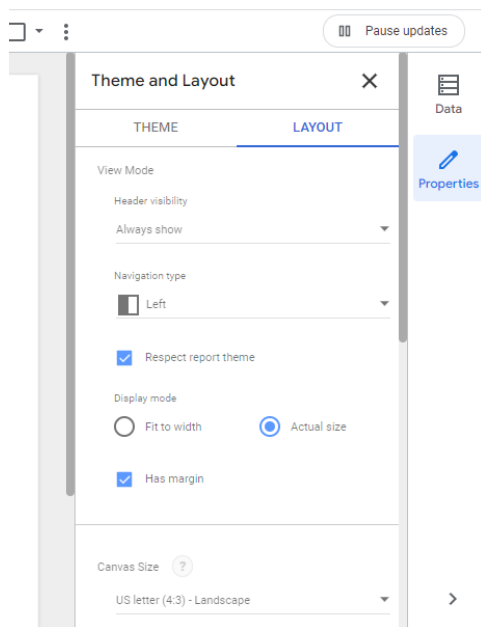 Pause updates
Theme and Layout
Data
THEME LAYOUT
Properties
View Mode
Header visibility
Always show
Navigation type
Left
Respect report theme
Display mode
Fit to width Actual size
Has margin
Canvas Size ?
US letter (4:3) - Landscape